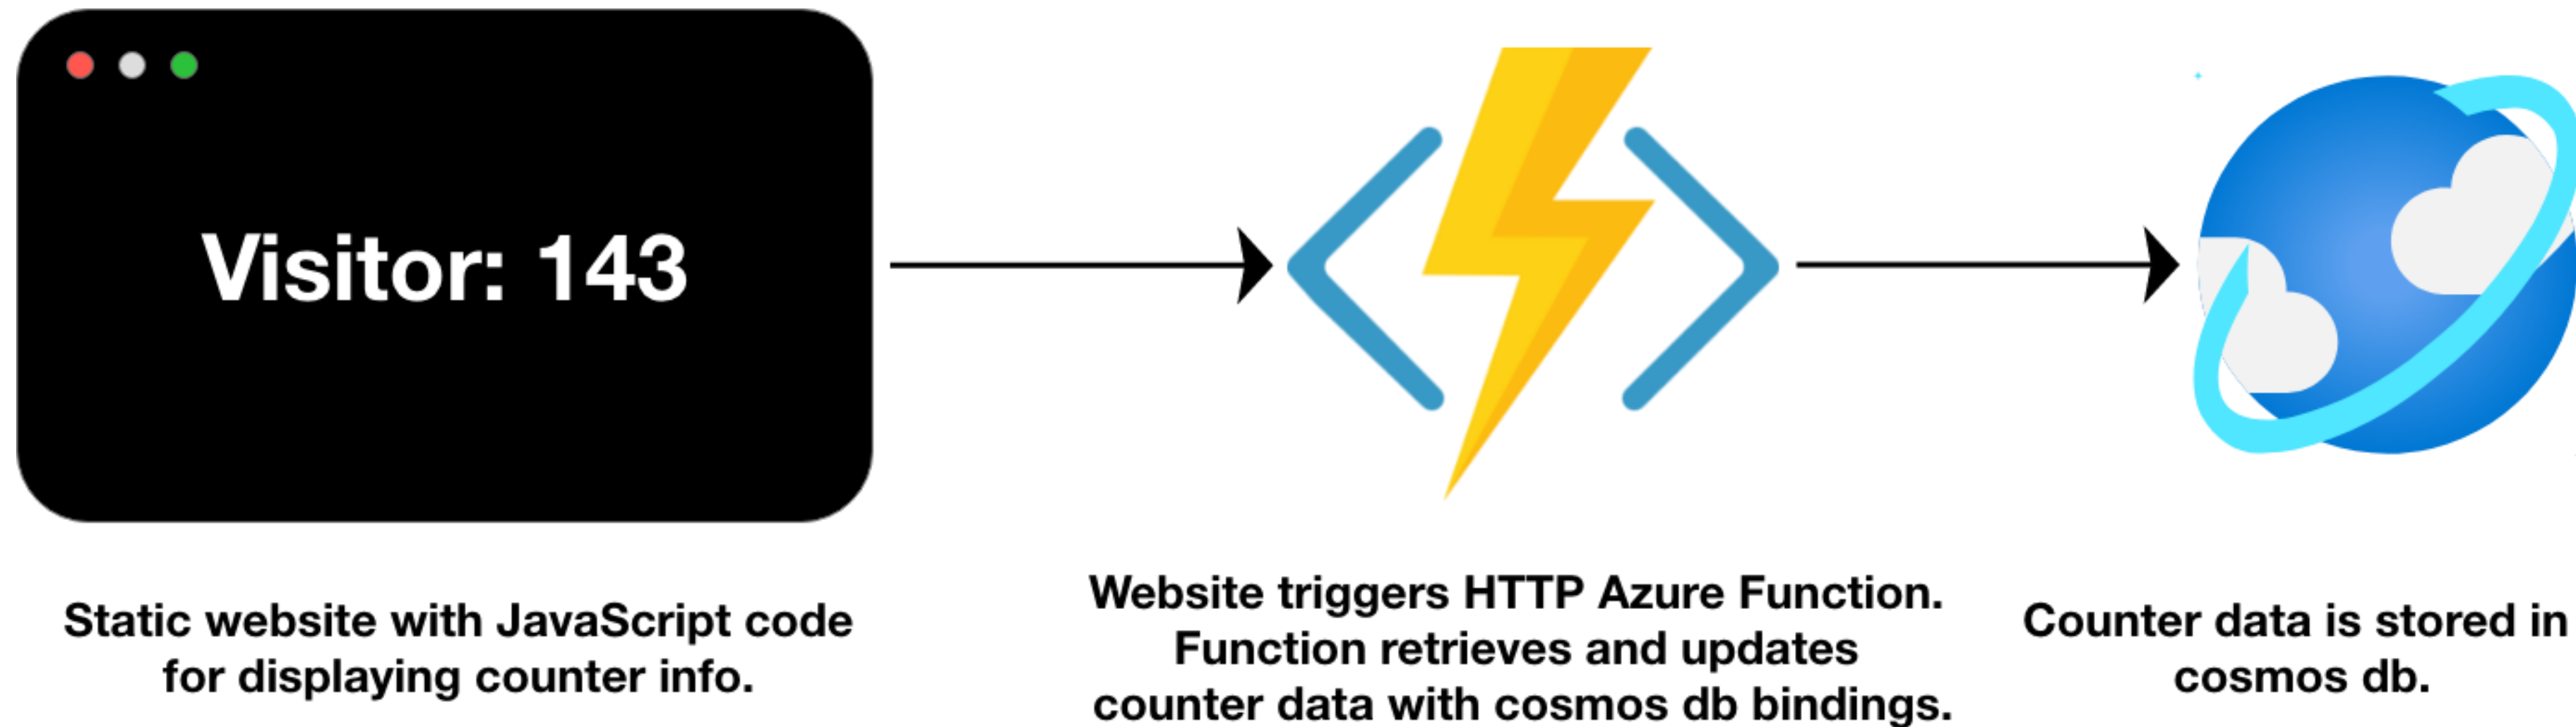 Visitor: 143
Static website with JavaScript code
for displaying counter info.
Website triggers HTTP Azure Function.
Function retrieves and updates
counter data with cosmos db bindings.
Counter data is stored in
cosmos db.